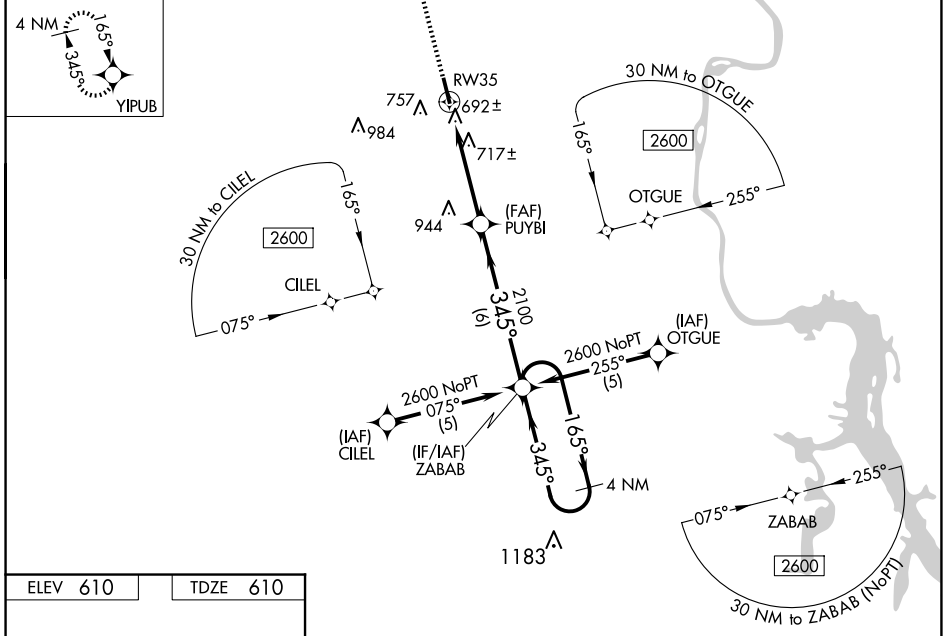 4 NM
165°
345°
YIPUB
RW35
757
692±
984
717±
30 NM to OTGUE
2600
165°
OTGUE
255°
30 NM to CILEL
165°
2600
CILEL
075°
944
(FAF)
PUYBI
2100
345°
(6)
(IAF)
OTGUE
2600 NoPT
255°
(5)
2600 NoPT
075°
(5)
(IAF)
CILEL
(IF/IAF)
ZABAB
165°
345°
4 NM
1183
075°
255°
ZABAB
2600
30 NM to ZABAB (NoPT)
ELEV 610
TDZE 610